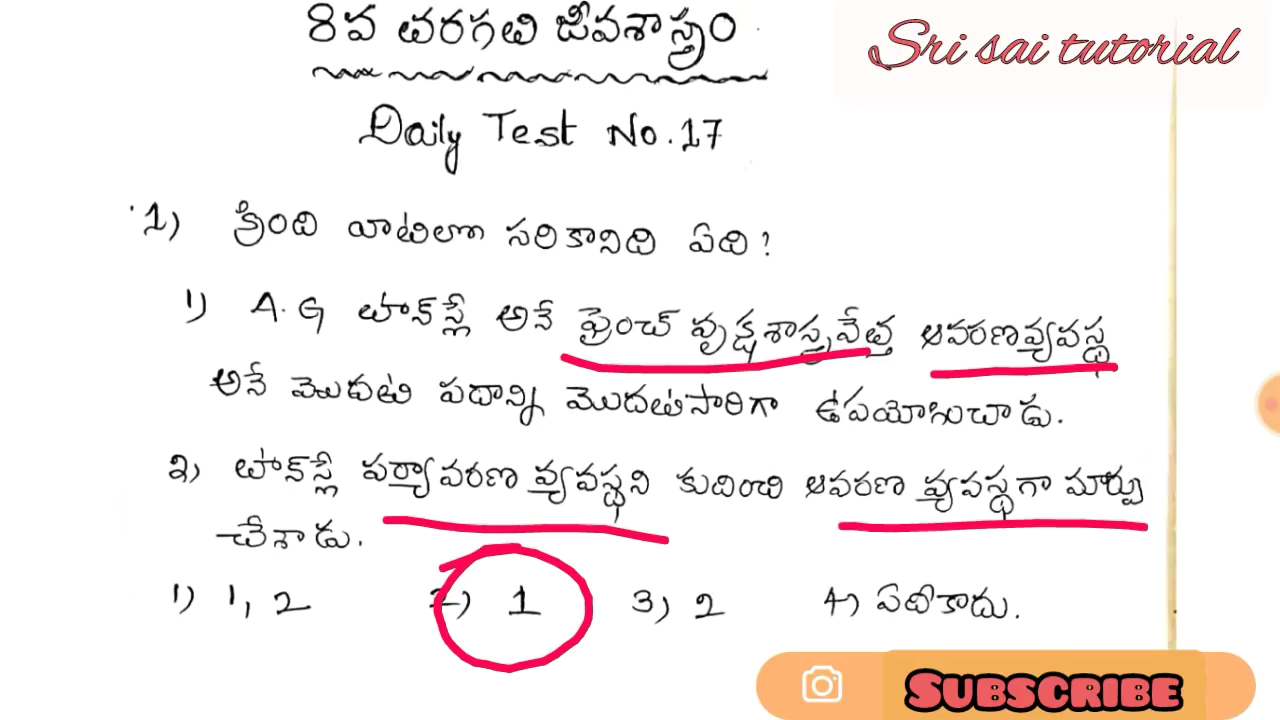 8వ తరగతి జీవశాస్త్రం
Sri sai tutorial
Daily Test No.17
1) క్రింది వాటిలో సరికానిది ఏది?
1) A.G టాన్‌స్లే అనే ఫ్రెంచ్ వృక్షశాస్త్రవేత్త ఆవరణవ్యవస్థ
అనే మొదటి పదాన్ని మొదటిసారిగా ఉపయోగించాడు.
2) టాన్‌స్లే పర్యావరణ వ్యవస్థని కుదించి ఆవరణ వ్యవస్థగా మార్పు
చేశాడు.
1) 1, 2 2) 1 3) 2 4) ఏదీకాదు.
SUBSCRIBE